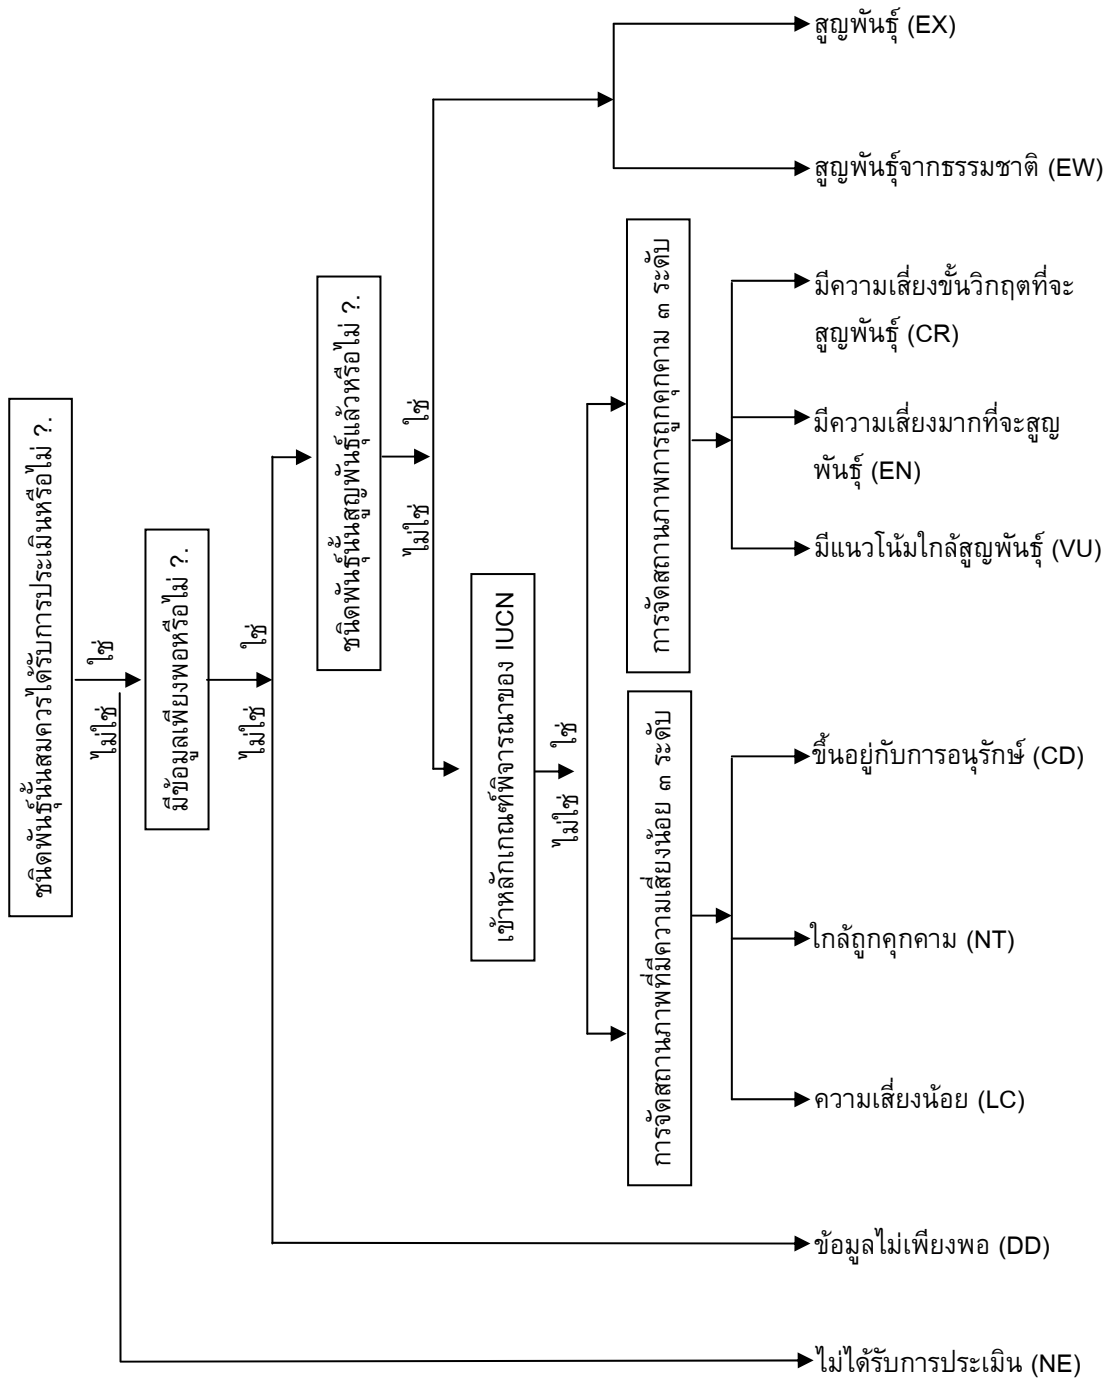 ชนิดพันธุ์นั้นสมควรได้รับการประเมินหรือไม่ ?.
ไม่ใช่
ใช่
มีข้อมูลเพียงพอหรือไม่ ?.
ไม่ใช่
ใช่
ชนิดพันธุ์นั้นสูญพันธุ์แล้วหรือไม่ ?.
ไม่ใช่
ใช่
เข้าหลักเกณฑ์พิจารณาของ IUCN
ไม่ใช่
ใช่
การจัดสถานภาพที่มีความเสี่ยงน้อย ๓ ระดับ
การจัดสถานภาพการถูกคุกคาม ๓ ระดับ
สูญพันธุ์ (EX)
สูญพันธุ์จากธรรมชาติ (EW)
มีความเสี่ยงขั้นวิกฤตที่จะ
สูญพันธุ์ (CR)
มีความเสี่ยงมากที่จะสูญ
พันธุ์ (EN)
มีแนวโน้มใกล้สูญพันธุ์ (VU)
ขึ้นอยู่กับการอนุรักษ์ (CD)
ใกล้ถูกคุกคาม (NT)
ความเสี่ยงน้อย (LC)
ข้อมูลไม่เพียงพอ (DD)
ไม่ได้รับการประเมิน (NE)